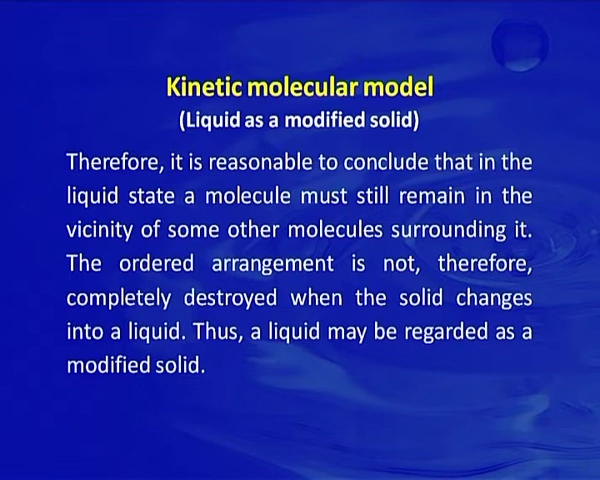 Kinetic molecular model
(Liquid as a modified solid)
Therefore, it is reasonable to conclude that in the
liquid state a molecule must still remain in the
vicinity of some other molecules surrounding it.
The ordered arrangement is not, therefore,
completely destroyed when the solid changes
into a liquid. Thus, a liquid may be regarded as a
modified solid.